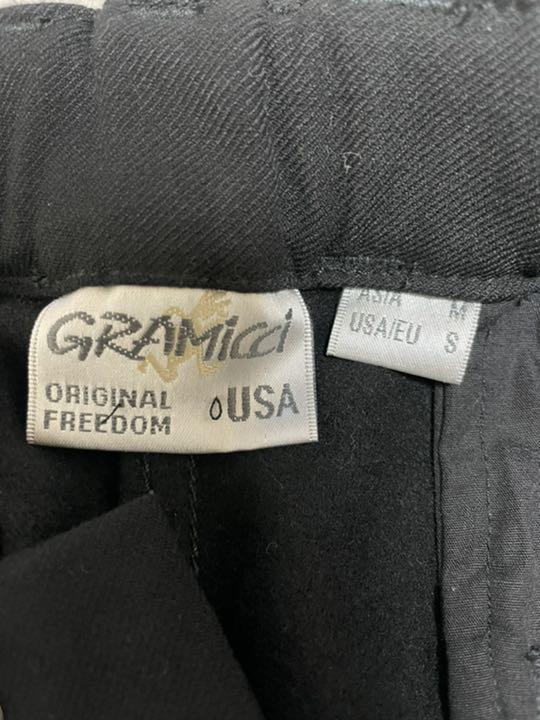 GRAMicci
ORIGINAL
FREEDOM
USA
ASIA M
USA/EU S